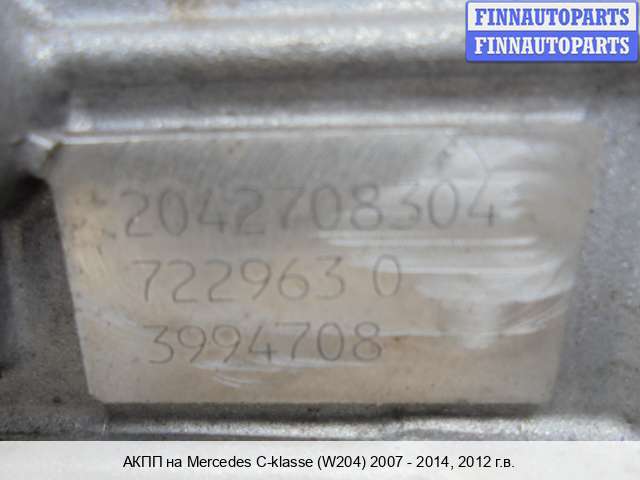 FINNAUTOPARTS
FINNAUTOPARTS
2042708304
722963 0
3994708
АКПП на Mercedes C-klasse (W204) 2007 - 2014, 2012 г.в.